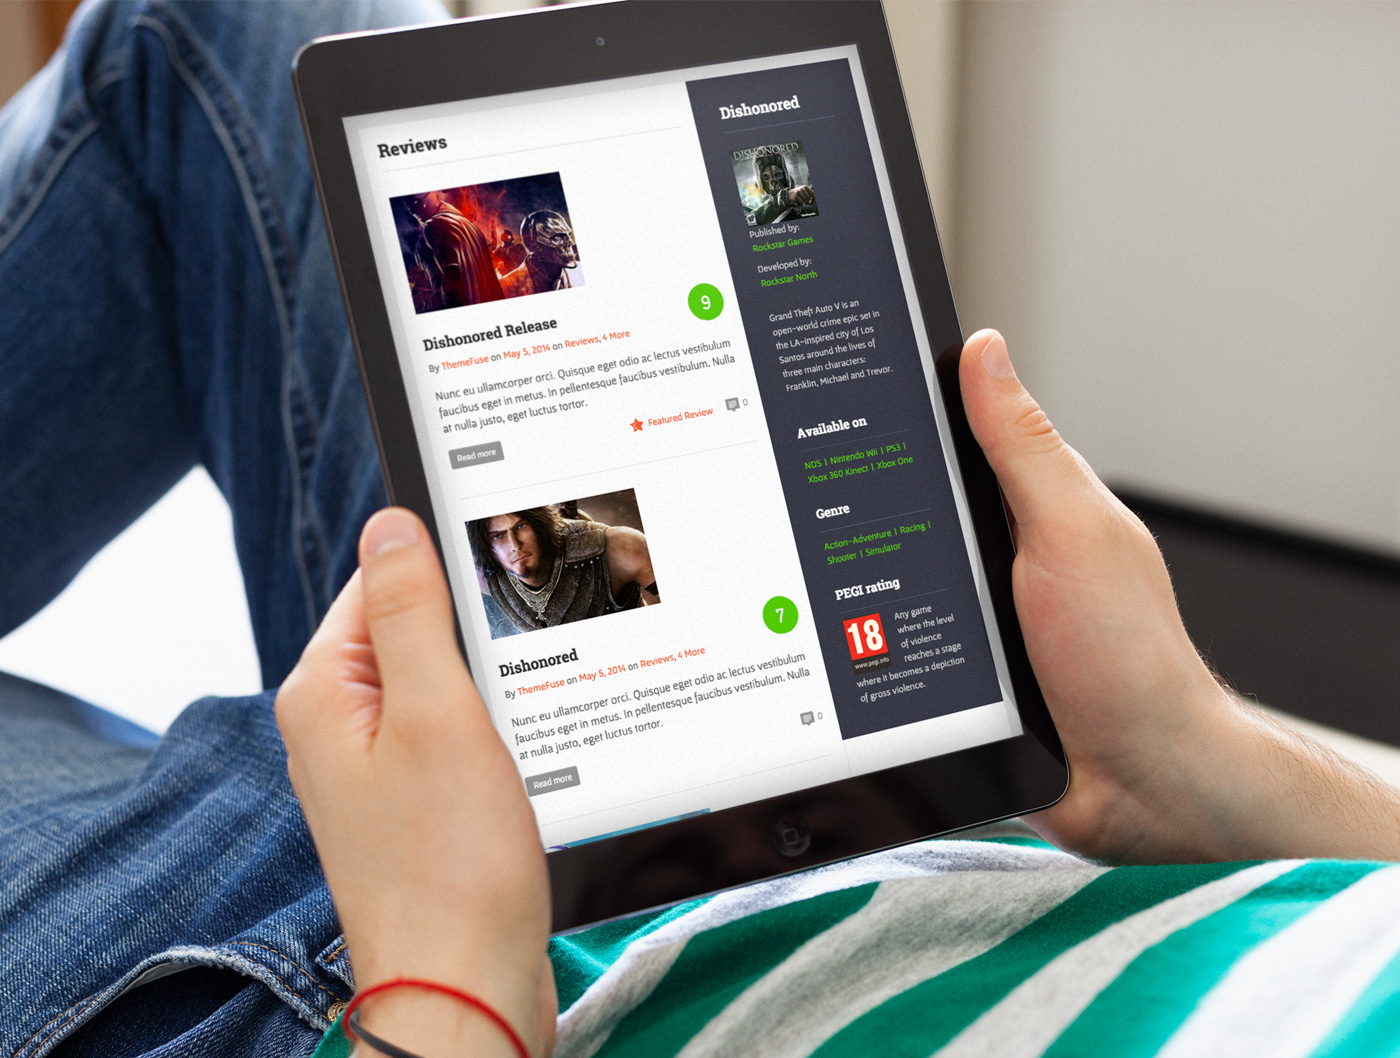 Reviews
Dishonored Release
9
By ThemeFuse on May 5, 2014 on Reviews, 4 More
Nunc eu ullamcorper orci. Quisque eget odio ac lectus vestibulum
faucibus eget in metus. In pellentesque faucibus vestibulum. Nulla
at nulla justo, eget luctus tortor.
Featured Review
0
Read more
Dishonored
7
By ThemeFuse on May 5, 2014 on Reviews, 4 More
Nunc eu ullamcorper orci. Quisque eget odio ac lectus vestibulum
faucibus eget in metus. In pellentesque faucibus vestibulum. Nulla
at nulla justo, eget luctus tortor.
0
Read more
Dishonored
DISHONORED
Published by:
Rockstar Games
Developed by:
Rockstar North
Grand Theft Auto V is an
open-world crime epic set in
the LA-inspired city of Los
Santos around the lives of
three main characters:
Franklin, Michael and Trevor.
Available on
NDS | Nintendo Wii | PS3 |
Xbox 360 Kinect | Xbox One
Genre
Action-Adventure | Racing |
Shooter | Simulator
PEGI rating
18
www.pegi.info
Any game
where the level
of violence
reaches a stage
where it becomes a depiction
of gross violence.